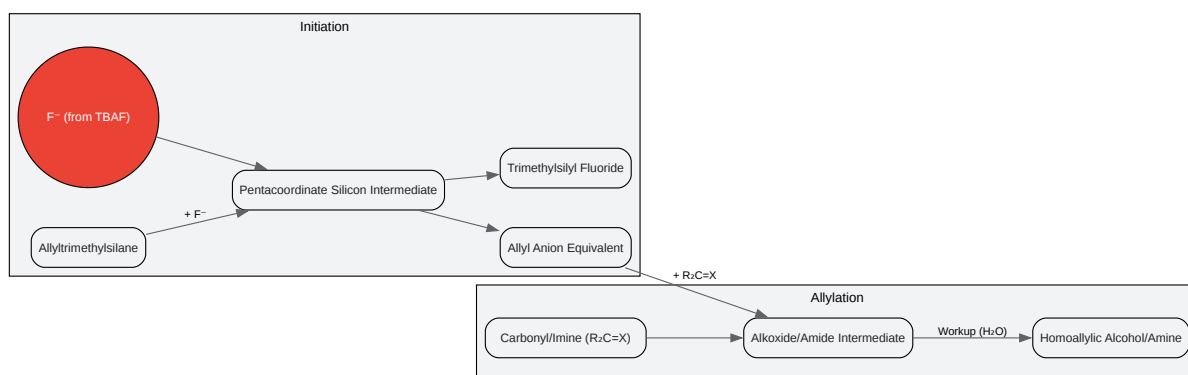 Initiation
F⁻ (from TBAF)
Trimethylsilyl Fluoride
Pentacoordinate Silicon Intermediate
+ F⁻
Allyltrimethylsilane
Allyl Anion Equivalent
+ R₂C=X
Allylation
Carbonyl/Imine (R₂C=X)
Alkoxide/Amide Intermediate
Workup (H₂O)
Homoallylic Alcohol/Amine